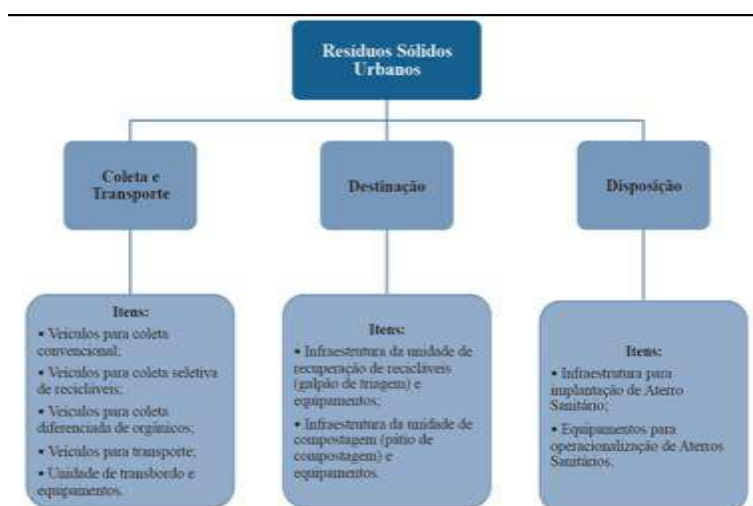 Resíduos Sólidos
Urbanos
Coleta e
Transporte
Destinação
Disposição
Itens:
• Veículos para coleta
convencional;
• Veículos para coleta seletiva
de recicláveis;
• Veículos para coleta
diferenciada de orgânicos;
• Veículos para transporte;
• Unidade de transbordo e
equipamentos.
Itens:
• Infraestrutura da unidade de
recuperação de recicláveis
(galpão de triagem) e
equipamentos;
• Infraestrutura da unidade de
compostagem (pátio de
compostagem) e
equipamentos.
Itens:
• Infraestrutura para
implantação de Aterro
Sanitário;
• Equipamentos para
operacionalização de Aterros
Sanitários.